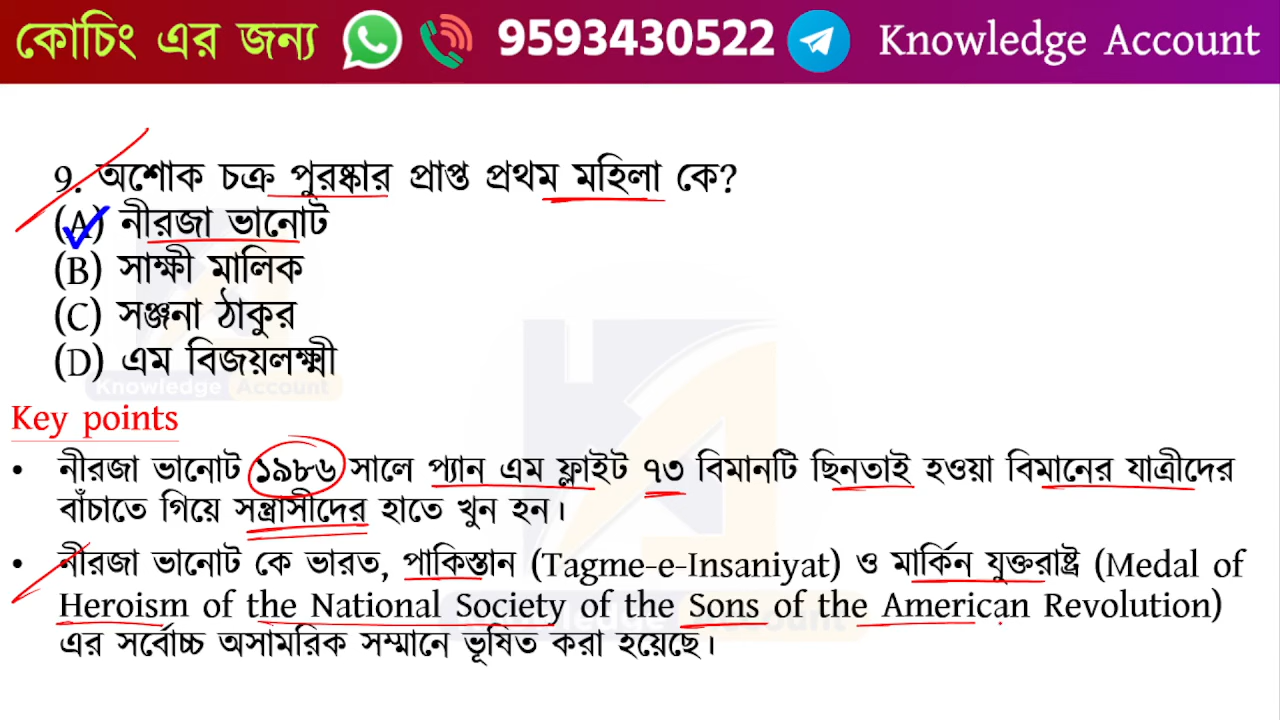 কোচিং এর জন্য 9593430522 Knowledge Account
9. অশোক চক্র পুরষ্কার প্রাপ্ত প্রথম মহিলা কে?
(A) নীরজা ভানোট
(B) সাক্ষী মালিক
(C) সঞ্জনা ঠাকুর
(D) এম বিজয়লক্ষ্মী
Knowledge Account
Key points
• নীরজা ভানোট ১৯৮৬ সালে প্যান এম ফ্লাইট ৭৩ বিমানটি ছিনতাই হওয়া বিমানের যাত্রীদের
বাঁচাতে গিয়ে সন্ত্রাসীদের হাতে খুন হন।
• নীরজা ভানোট কে ভারত, পাকিস্তান (Tagme-e-Insaniyat) ও মার্কিন যুক্তরাষ্ট্র (Medal of
Heroism of the National Society of the Sons of the American Revolution)
এর সর্বোচ্চ অসামরিক সম্মানে ভূষিত করা হয়েছে।